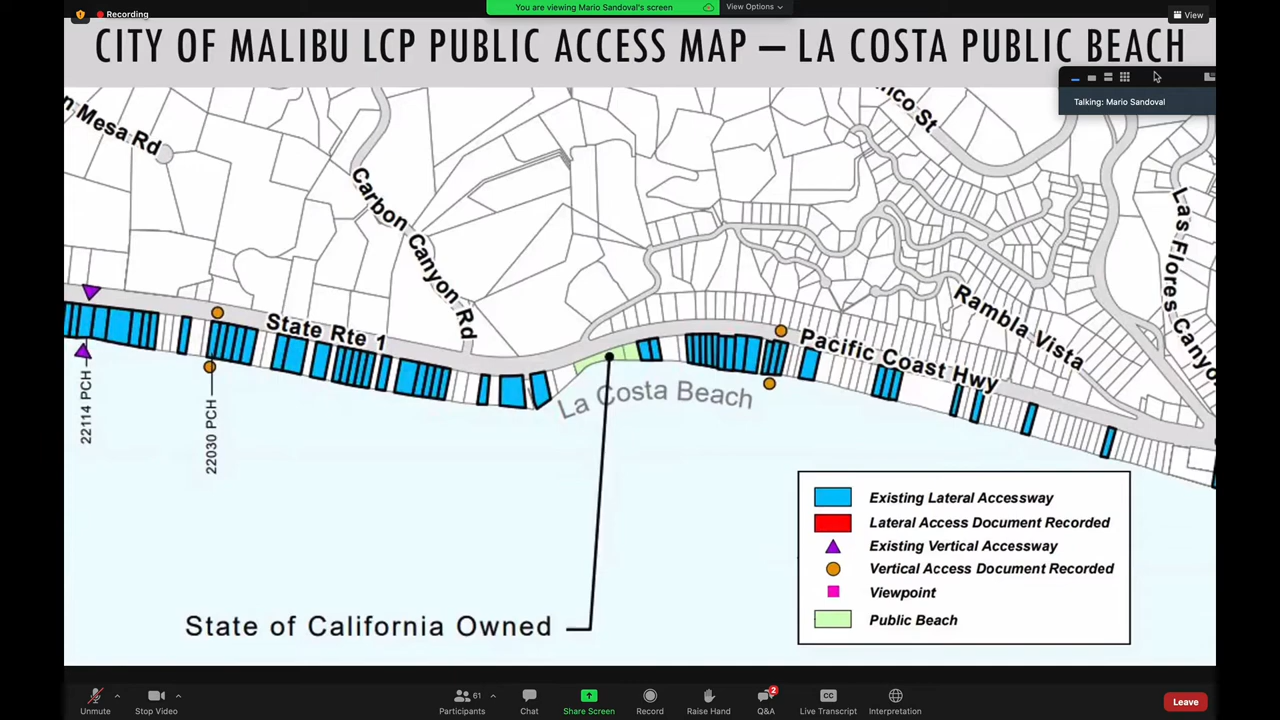 Recording
You are viewing Mario Sandoval's screen
View Options
View
CITY OF MALIBU LCP PUBLIC ACCESS MAP – LA COSTA PUBLIC BEACH
Talking: Mario Sandoval
n Mesa Rd
Carbon Canyon Rd
State Rte 1
Rambla Vista
Las Flores Canyon
Pacific Coast Hwy
La Costa Beach
22114 PCH
22030 PCH
State of California Owned
Existing Lateral Accessway
Lateral Access Document Recorded
Existing Vertical Accessway
Vertical Access Document Recorded
Viewpoint
Public Beach
Unmute
Stop Video
61
Participants
Chat
Share Screen
Record
Raise Hand
2
Q&A
CC
Live Transcript
Interpretation
Leave